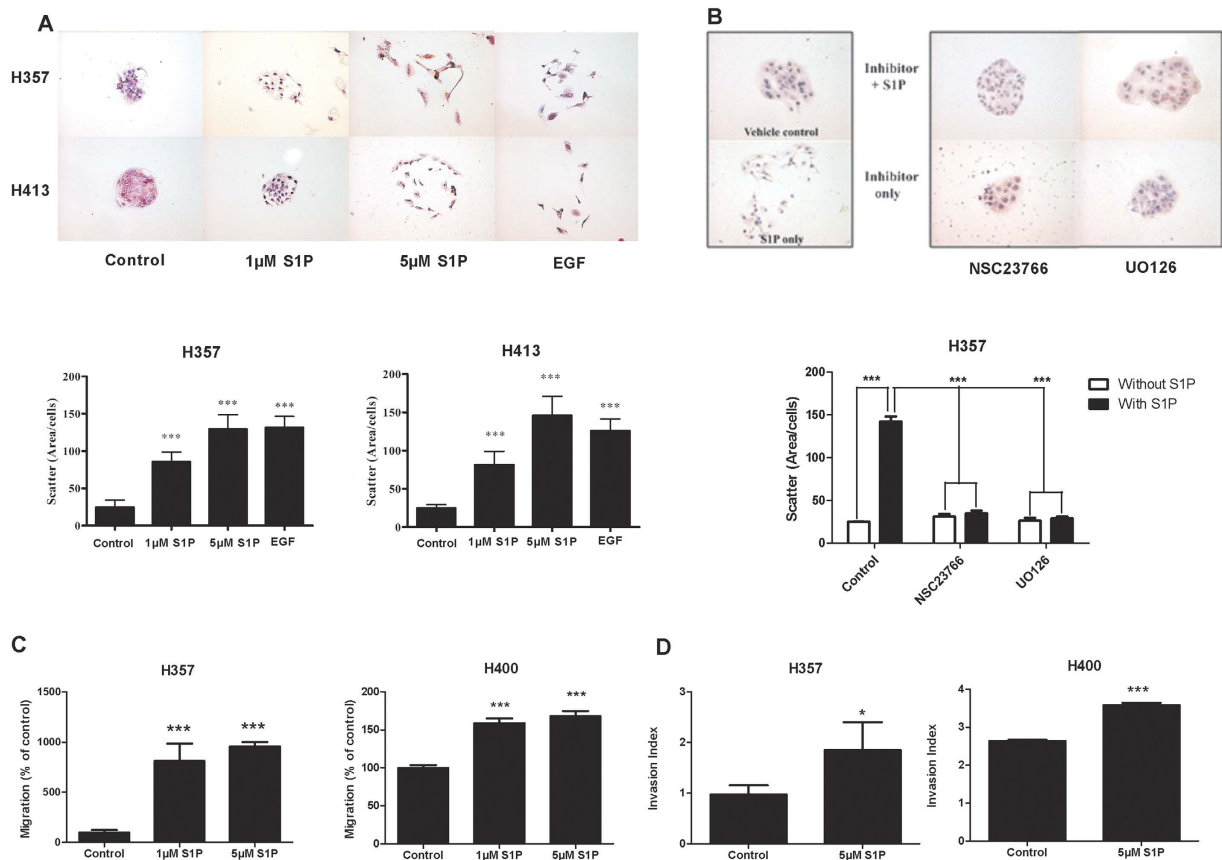 A
H357
H413
Control 1µM S1P 5µM S1P EGF
B
Vehicle control
S1P only
Inhibitor
+ S1P
Inhibitor
only
NSC23766 UO126
H357
Scatter (Area/cells)
200
150
100
50
0
*** *** ***
Control 1µM S1P 5µM S1P EGF
H413
Scatter (Area/cells)
200
150
100
50
0
*** *** ***
Control 1µM S1P 5µM S1P EGF
H357
Scatter (Area/cells)
200
150
100
50
0
*** *** ***
Without S1P
With S1P
Control NSC23766 UO126
C
H357
Migration (% of control)
1500
1000
500
0
*** ***
Control 1µM S1P 5µM S1P
H400
Migration (% of control)
200
150
100
50
0
*** ***
Control 1µM S1P 5µM S1P
D
H357
Invasion Index
3
2
1
0
*
Control 5µM S1P
H400
Invasion Index
4
3
2
1
0
***
Control 5µM S1P